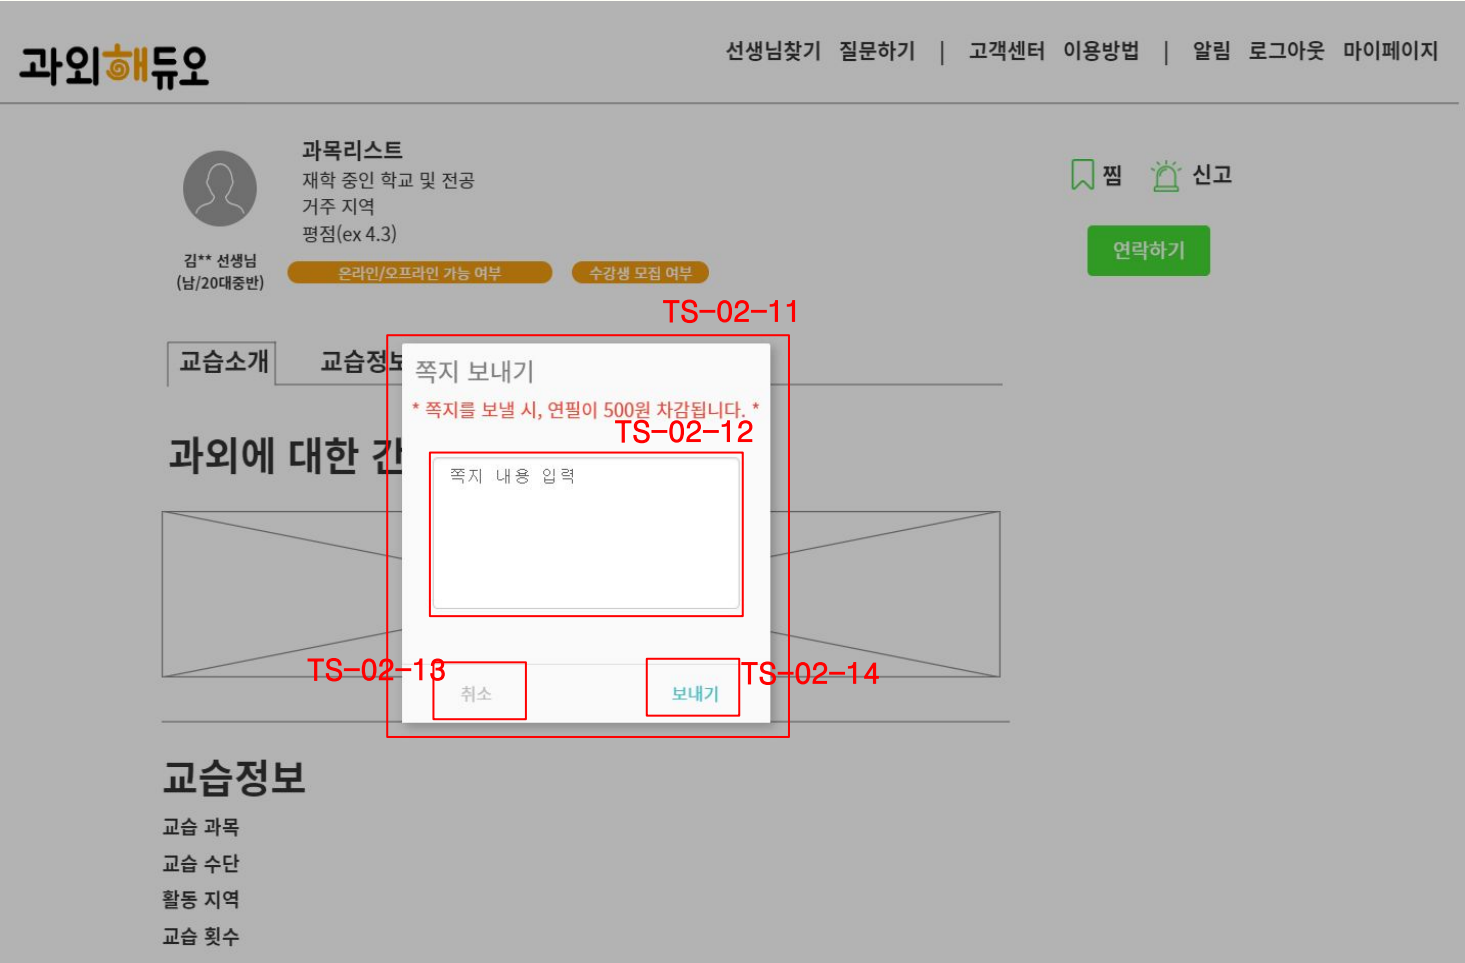 과외해듀오
선생님찾기 질문하기 | 고객센터 이용방법 | 알림 로그아웃 마이페이지
과목리스트
재학 중인 학교 및 전공
거주 지역
평점(ex 4.3)
김** 선생님
(남/20대중반)
온라인/오프라인 가능 여부
수강생 모집 여부
찜
신고
연락하기
TS-02-11
교습소개
교습정보
쪽지 보내기
* 쪽지를 보낼 시, 연필이 500원 차감됩니다. *
TS-02-12
과외에 대한 간
쪽지 내용 입력
TS-02-13
취소
보내기
TS-02-14
교습정보
교습 과목
교습 수단
활동 지역
교습 횟수